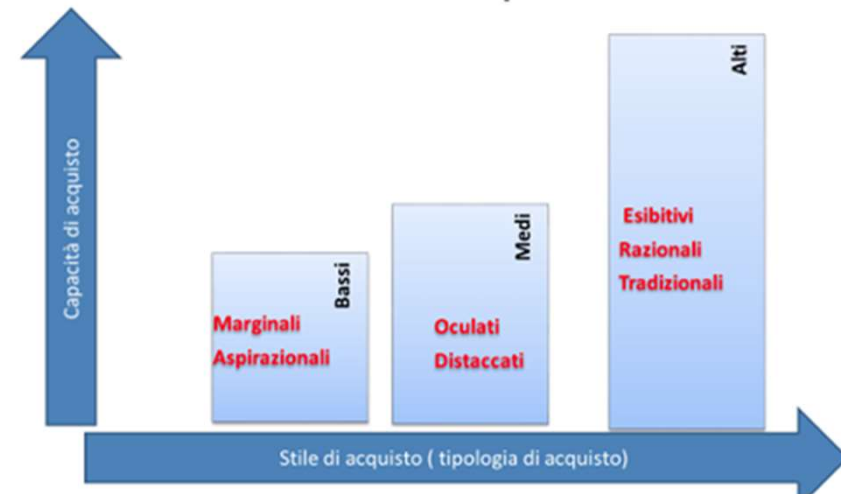 Capacità di acquisto
Bassi
Marginali
Aspirazionali
Medi
Oculati
Distaccati
Alti
Esibitivi
Razionali
Tradizionali
Stile di acquisto ( tipologia di acquisto)